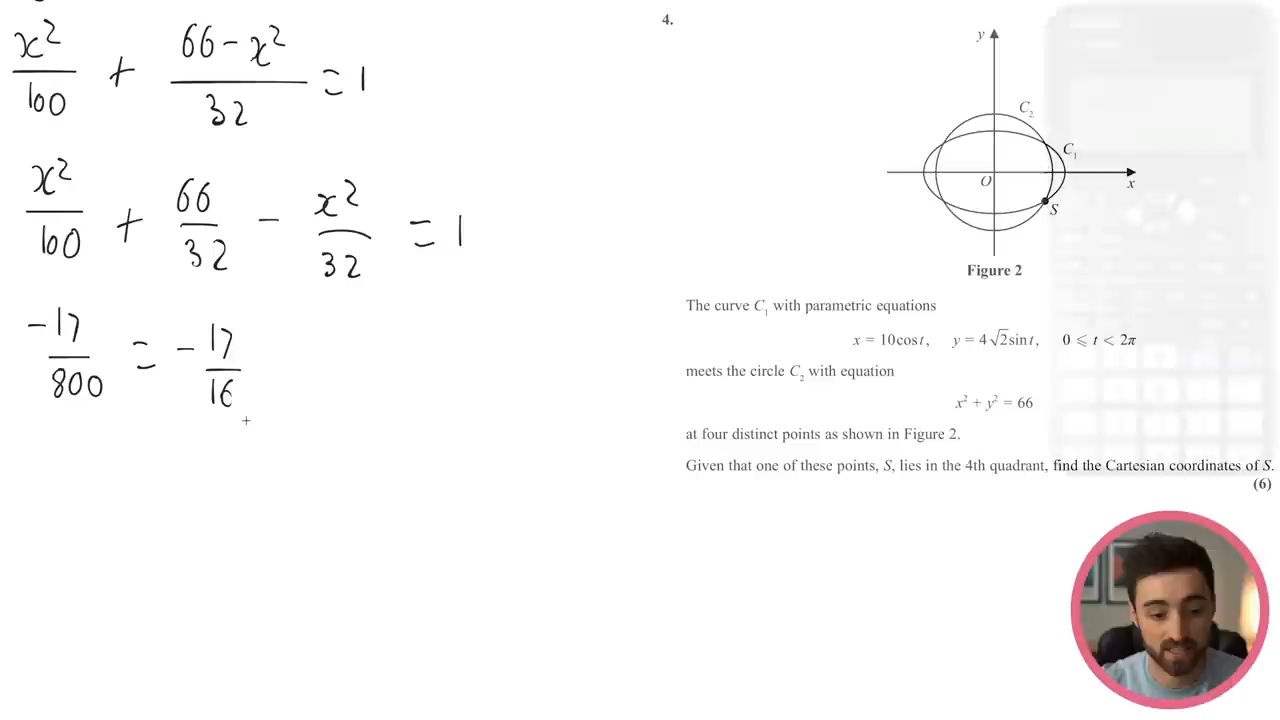 x²/100 + (66 - x²)/32 = 1
x²/100 + 66/32 - x²/32 = 1
-17/800 = -17/16
4.
y
C₂
C₁
O
x
S
Figure 2
The curve C₁ with parametric equations
x = 10cos t, y = 4√2 sin t, 0 ⩽ t < 2π
meets the circle C₂ with equation
x² + y² = 66
at four distinct points as shown in Figure 2.
Given that one of these points, S, lies in the 4th quadrant, find the Cartesian coordinates of S.
(6)